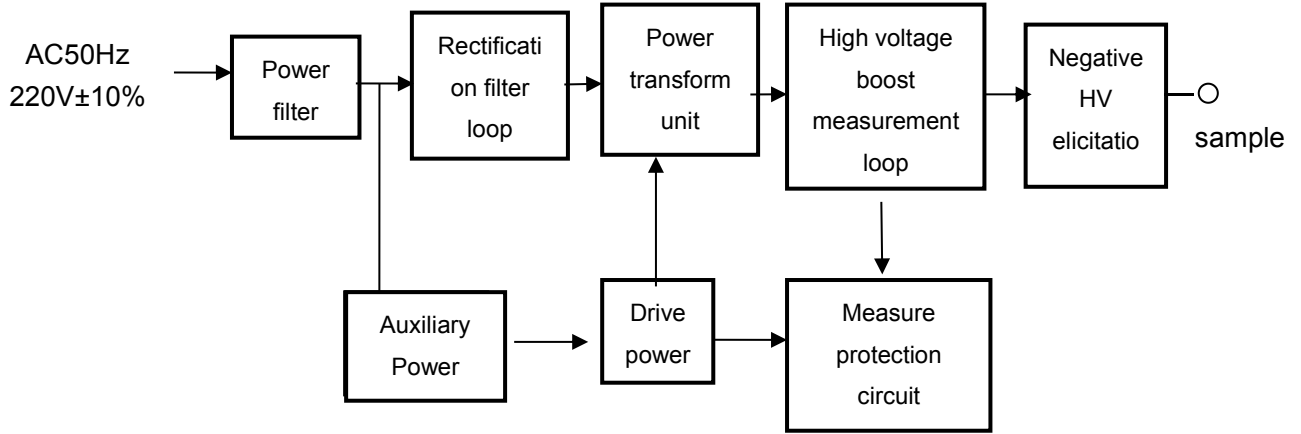 AC50Hz
220V±10%
Power
filter
Rectificati
on filter
loop
Power
transform
unit
High voltage
boost
measurement
loop
Negative
HV
elicitatio
sample
Auxiliary
Power
Drive
power
Measure
protection
circuit